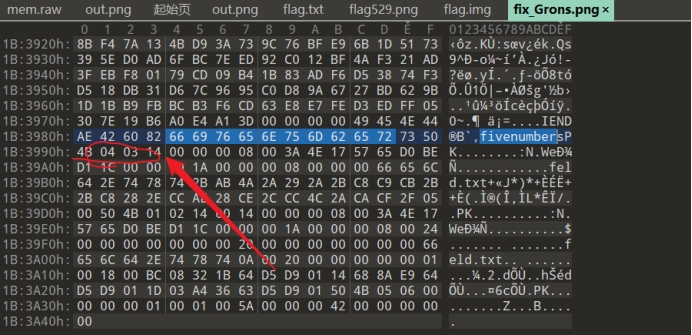 mem.raw out.png 起始页 out.png flag.txt flag529.png flag.img fix_Grons.png ×
0 1 2 3 4 5 6 7 8 9 A B C D E F 0123456789ABCDEF
1B:3920h: 8B F4 7A 13 4B D9 3A 73 9C 76 BF E9 6B 1D 51 73 ‹ôz.KÙ:sœv¿ék.Qs
1B:3930h: 39 5E D0 AD 6F BC 7E ED 92 C0 12 BF 4A F3 21 AD
1B:3940h: 3F EB F8 01 79 CD 09 B4 1B 83 AD F6 D5 38 74 F3
1B:3950h: D5 18 DB 31 D6 7C 96 95 C0 D8 9A 67 27 BD 62 9B
1B:3960h: 1D 1B B9 FB BC B3 F6 CD 63 E8 E7 FE D3 ED FF 05
1B:3970h: 30 7E 19 B6 A0 E4 A1 3D 00 00 00 00 49 45 4E 44 0~.¶ ä¡=....IEND
1B:3980h: AE 42 60 82 66 69 76 65 6E 75 6D 62 65 72 73 50 ®B`‚fivenumbersP
1B:3990h: 4B 04 03 14 00 00 00 08 00 3A 4E 17 57 65 D0 BE K........:N.WeÐ¾
1B:39A0h: D1 1C 00 00 00 1A 00 00 00 08 00 00 00 66 65 6C Ñ............fel
1B:39B0h: 64 2E 74 78 74 2B AB 4A 2A 29 2A 2B C8 C9 CB 2B d.txt+«J*)*+ÈÉË+
1B:39C0h: 2B C8 28 2E CC AB 28 CE 2C CC 4C 2A CA CF 2F 05 +È(.Ì«(Î,ÌL*ÊÏ/.
1B:39D0h: 00 50 4B 01 02 14 00 14 00 00 00 08 00 3A 4E 17 .PK..........:N.
1B:39E0h: 57 65 D0 BE D1 1C 00 00 00 1A 00 00 00 08 00 24 WeÐ¾Ñ..........$
1B:39F0h: 00 00 00 00 00 00 00 20 00 00 00 00 00 00 00 66 ....... .......f
1B:3A00h: 65 6C 64 2E 74 78 74 0A 00 20 00 00 00 00 00 01 eld.txt.. ......
1B:3A10h: 00 18 00 BC 08 32 1B 64 D5 D9 01 14 68 8A E9 64 ...¼.2.dÕÙ..hŠéd
1B:3A20h: D5 D9 01 1D 03 A4 36 63 D5 D9 01 50 4B 05 06 00 ÕÙ...¤6cÕÙ.PK...
1B:3A30h: 00 00 00 01 00 01 00 5A 00 00 00 42 00 00 00 00 .......Z...B....
1B:3A40h: 00 .